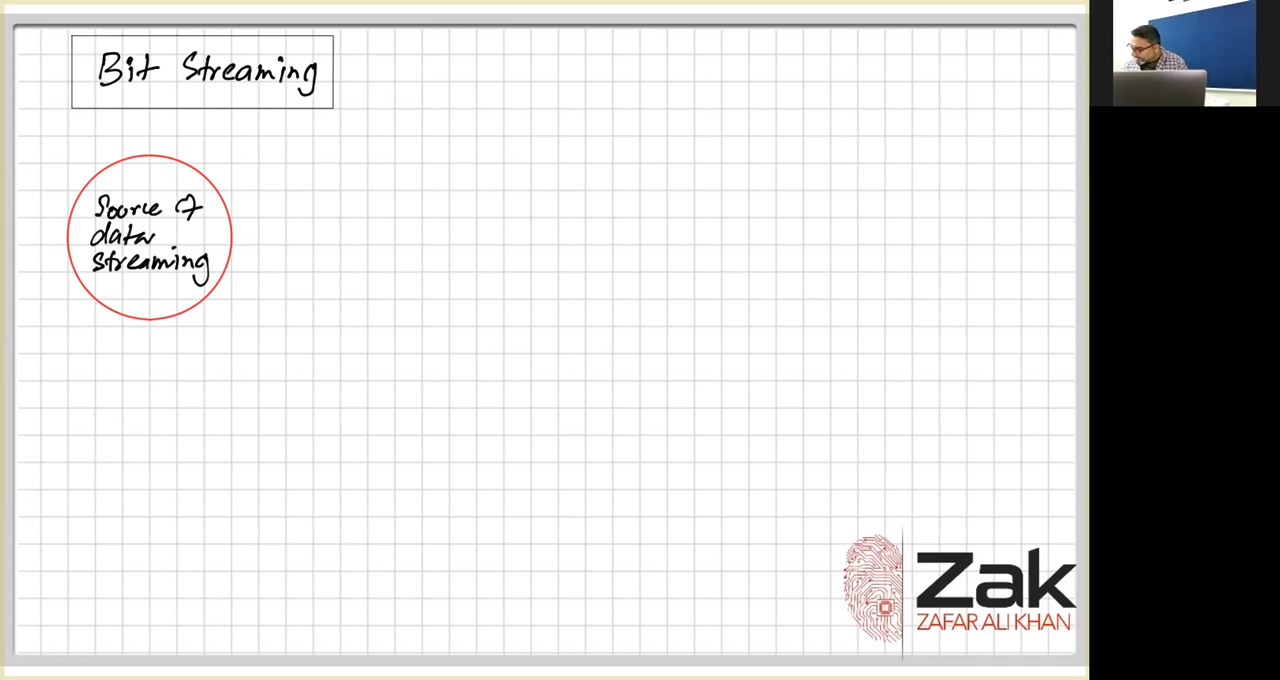 Bit Streaming
Source of
data
streaming
Zak
ZAFAR ALI KHAN